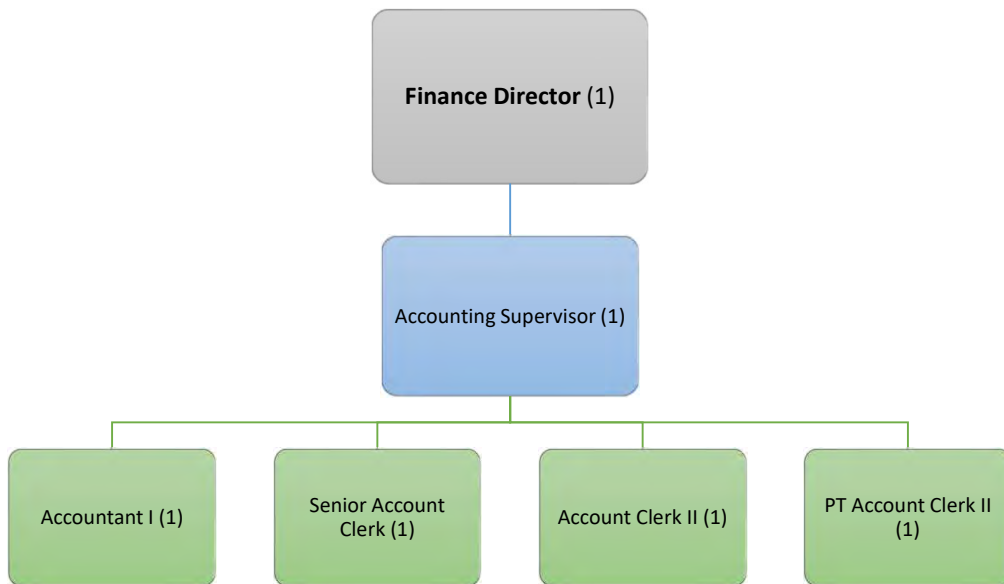 Finance Director (1)
Accounting Supervisor (1)
Accountant I (1)
Senior Account
Clerk (1)
Account Clerk II (1)
PT Account Clerk II
(1)